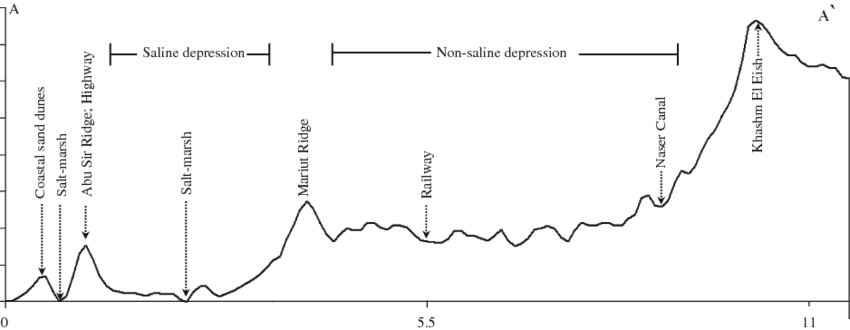 A
A`
Saline depression
Non-saline depression
Coastal sand dunes
Salt-marsh
Abu Sir Ridge; Highway
Salt-marsh
Mariut Ridge
Railway
Naser Canal
Khashm El Eish
0
5.5
11